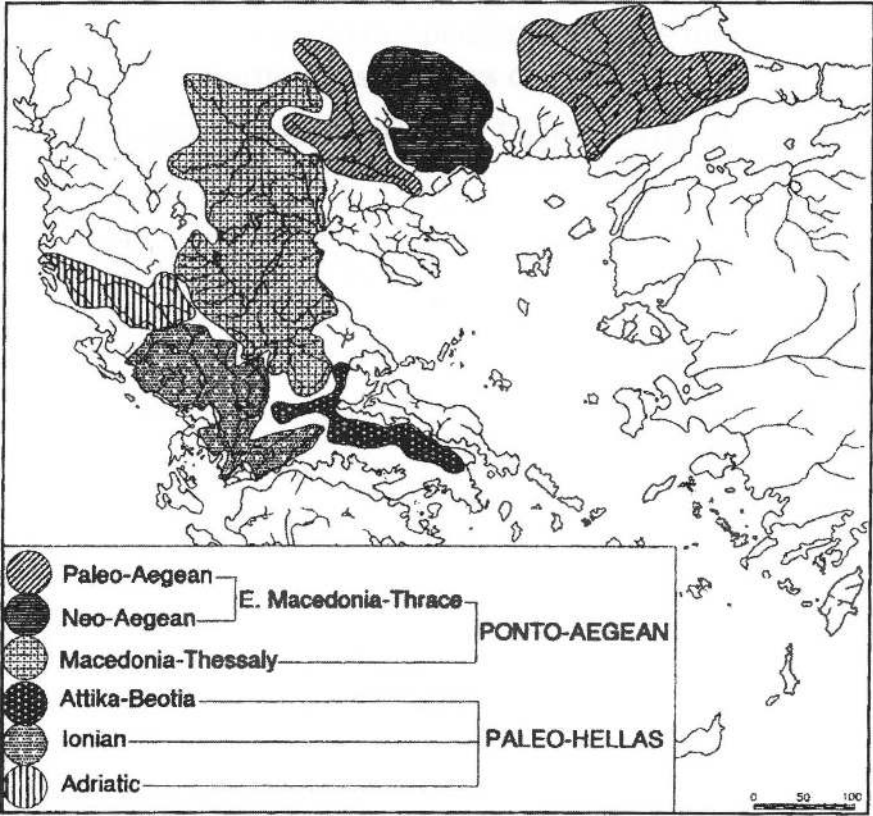 Paleo-Aegean
E. Macedonia-Thrace
Neo-Aegean
PONTO-AEGEAN
Macedonia-Thessaly
Attika-Beotia
Ionian
PALEO-HELLAS
Adriatic
0 50 100